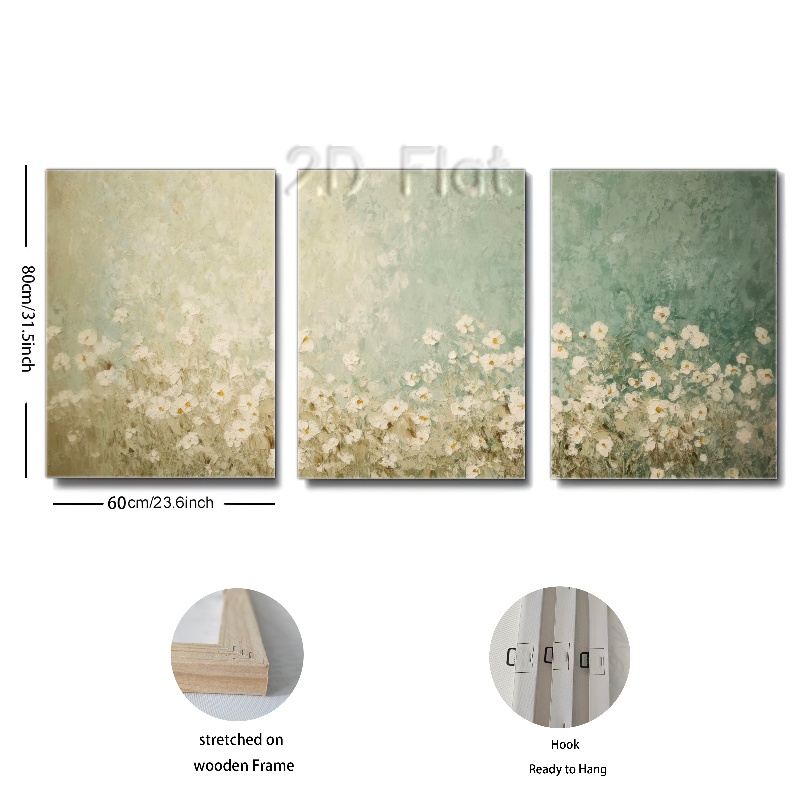 2D Flat
80cm/31.5inch
60cm/23.6inch
stretched on
wooden Frame
Hook
Ready to Hang